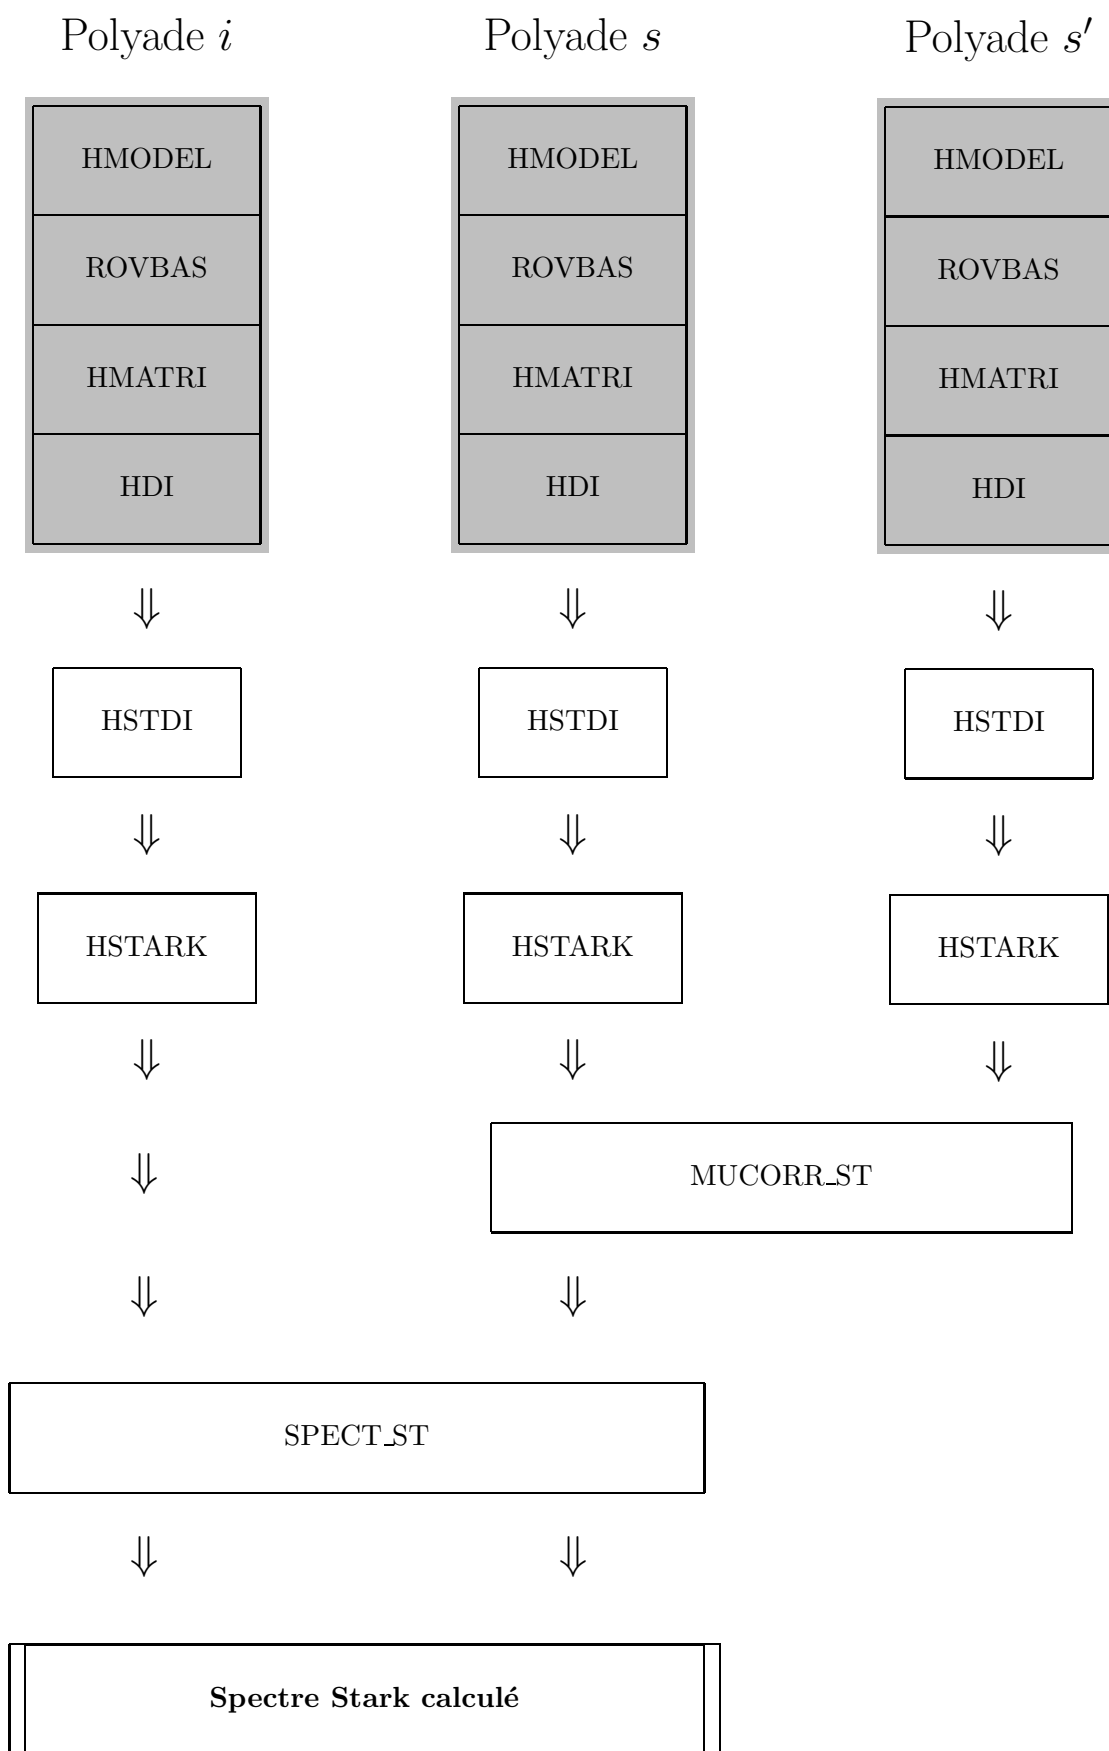 Polyade i Polyade s Polyade s′
HMODEL HMODEL HMODEL
ROVBAS ROVBAS ROVBAS
HMATRI HMATRI HMATRI
HDI HDI HDI
⇓ ⇓ ⇓
HSTDI HSTDI HSTDI
⇓ ⇓ ⇓
HSTARK HSTARK HSTARK
⇓ ⇓ ⇓
⇓ MUCORR_ST
⇓ ⇓
SPECT_ST
⇓ ⇓
Spectre Stark calculé